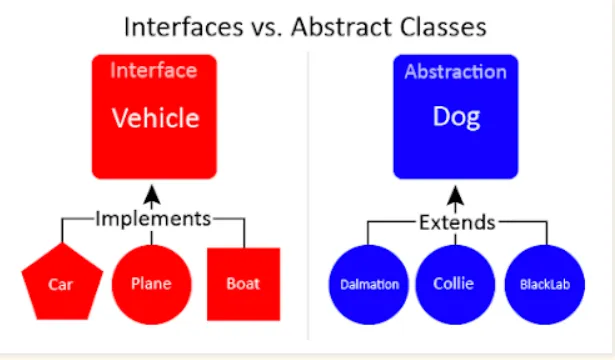 Interfaces vs. Abstract Classes
Interface
Vehicle
Implements
Car
Plane
Boat
Abstraction
Dog
Extends
Dalmation
Collie
BlackLab